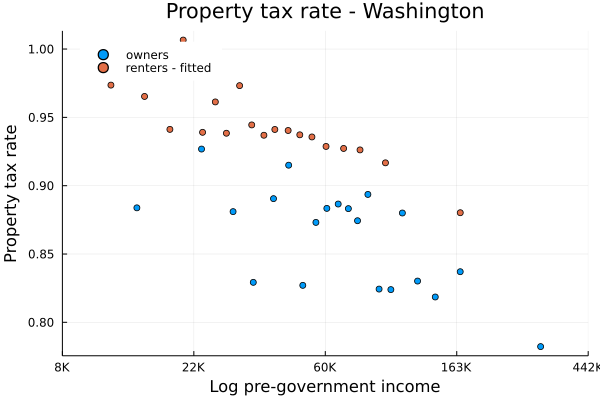 Property tax rate - Washington
owners
renters - fitted
1.00
0.95
0.90
0.85
0.80
Property tax rate
8K
22K
60K
163K
442K
Log pre-government income